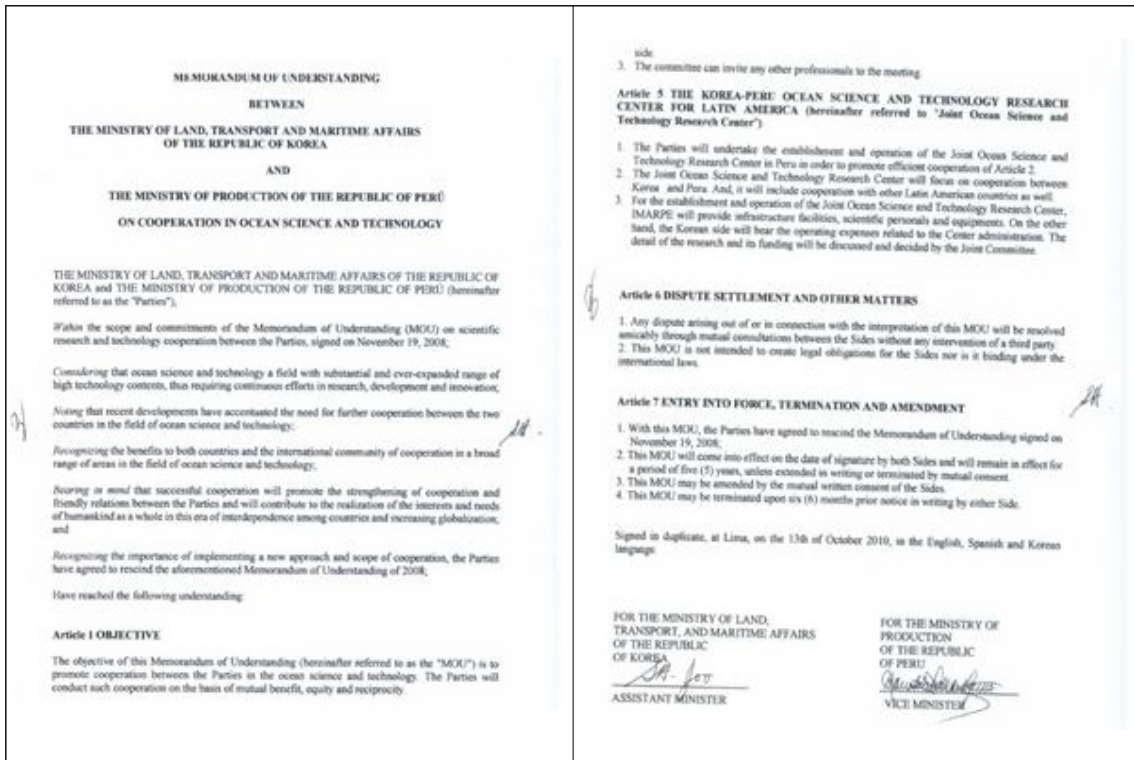 MEMORANDUM OF UNDERSTANDING
BETWEEN
THE MINISTRY OF LAND, TRANSPORT AND MARITIME AFFAIRS
OF THE REPUBLIC OF KOREA
AND
THE MINISTRY OF PRODUCTION OF THE REPUBLIC OF PERÚ
ON COOPERATION IN OCEAN SCIENCE AND TECHNOLOGY
THE MINISTRY OF LAND, TRANSPORT AND MARITIME AFFAIRS OF THE REPUBLIC OF
KOREA and THE MINISTRY OF PRODUCTION OF THE REPUBLIC OF PERÚ (hereinafter
referred to as the "Parties"),
Within the scope and commitments of the Memorandum of Understanding (MOU) on scientific
research and technology cooperation between the Parties, signed on November 19, 2008;
Considering that ocean science and technology a field with substantial and ever-expanded range of
high technology contents, thus requiring continuous efforts in research, development and innovation;
Noting that recent developments have accentuated the need for further cooperation between the two
countries in the field of ocean science and technology;
Recognizing the benefits to both countries and the international community of cooperation in a broad
range of areas in the field of ocean science and technology;
Bearing in mind that successful cooperation will promote the strengthening of cooperation and
friendly relations between the Parties and will contribute to the realization of the interests and needs
of humankind as a whole in this era of interdependence among countries and increasing globalization;
and
Recognizing the importance of implementing a new approach and scope of cooperation, the Parties
have agreed to rescind the aforementioned Memorandum of Understanding of 2008;
Have reached the following understanding:
Article 1 OBJECTIVE
The objective of this Memorandum of Understanding (hereinafter referred to as the "MOU") is to
promote cooperation between the Parties in the ocean science and technology. The Parties will
conduct such cooperation on the basis of mutual benefit, equity and reciprocity.
side.
3. The committee can invite any other professionals to the meeting.
Article 5 THE KOREA-PERU OCEAN SCIENCE AND TECHNOLOGY RESEARCH
CENTER FOR LATIN AMERICA (hereinafter referred to as "Joint Ocean Science and
Technology Research Center")
1. The Parties will undertake the establishment and operation of the Joint Ocean Science and
Technology Research Center in Peru in order to promote efficient cooperation of Article 2.
2. The Joint Ocean Science and Technology Research Center will focus on cooperation between
Korea and Peru. And, it will include cooperation with other Latin American countries as well.
3. For the establishment and operation of the Joint Ocean Science and Technology Research Center,
IMARPE will provide infrastructure facilities, scientific personals and equipments. On the other
hand, the Korean side will bear the operating expenses related to the Center administration. The
detail of the research and its funding will be discussed and decided by the Joint Committee.
Article 6 DISPUTE SETTLEMENT AND OTHER MATTERS
1. Any dispute arising out of or in connection with the interpretation of this MOU will be resolved
amicably through mutual consultations between the Sides without any intervention of a third party.
2. This MOU is not intended to create legal obligations for the Sides nor is it binding under the
international laws.
Article 7 ENTRY INTO FORCE, TERMINATION AND AMENDMENT
1. With this MOU, the Parties have agreed to rescind the Memorandum of Understanding signed on
November 19, 2008;
2. This MOU will come into effect on the date of signature by both Sides and will remain in effect for
a period of five (5) years, unless extended in writing or terminated by mutual consent.
3. This MOU may be amended by the mutual written consent of the Sides.
4. This MOU may be terminated upon six (6) months prior notice in writing by either Side.
Signed in duplicate, at Lima, on the 13th of October 2010, in the English, Spanish and Korean
language.
FOR THE MINISTRY OF LAND,
TRANSPORT, AND MARITIME AFFAIRS
OF THE REPUBLIC
OF KOREA
ASSISTANT MINISTER
FOR THE MINISTRY OF
PRODUCTION
OF THE REPUBLIC
OF PERU
VICE MINISTER